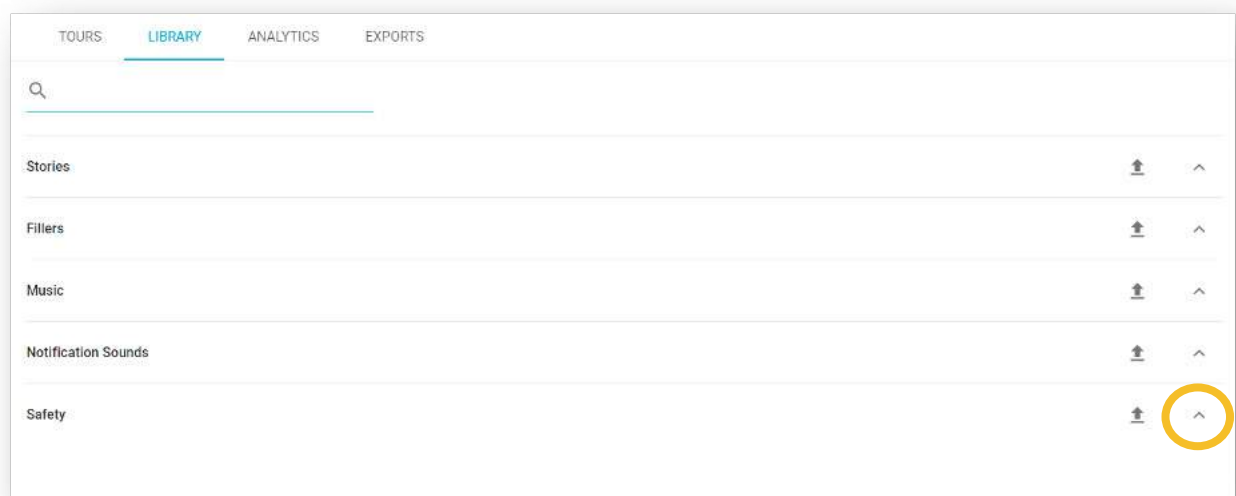 TOURS LIBRARY ANALYTICS EXPORTS
Stories
Fillers
Music
Notification Sounds
Safety